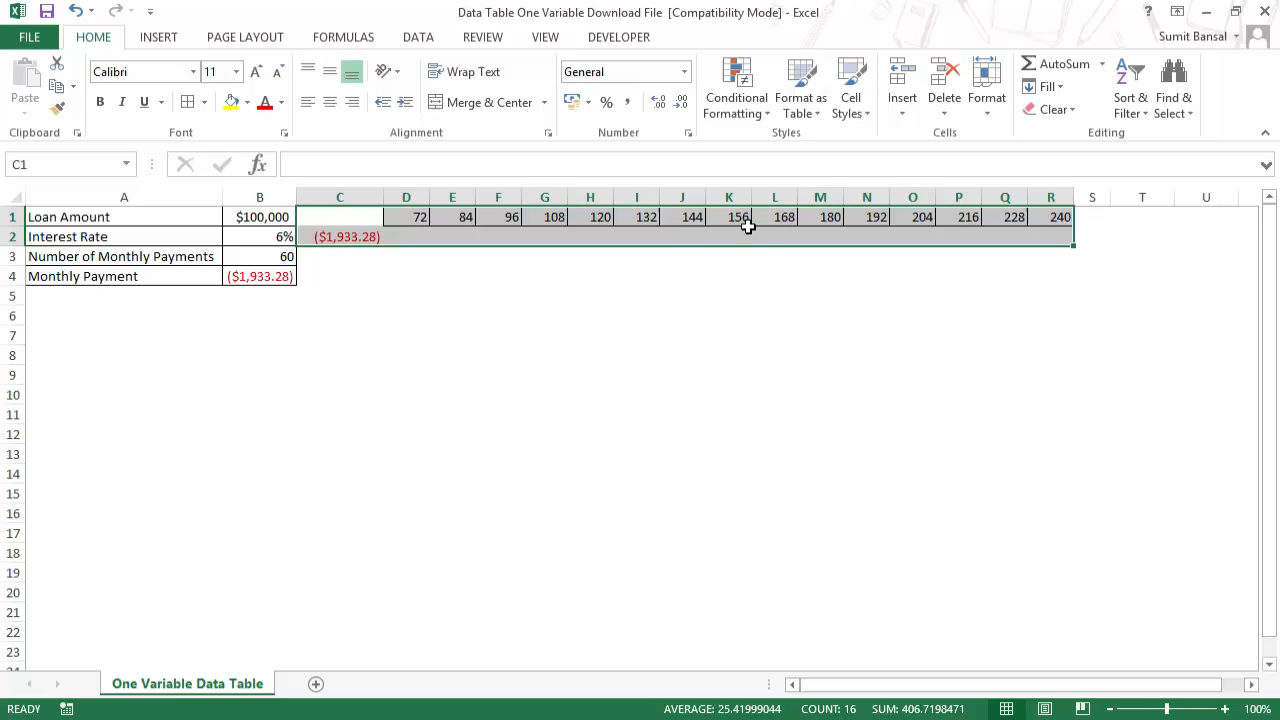 Data Table One Variable Download File [Compatibility Mode] - Excel
FILE HOME INSERT PAGE LAYOUT FORMULAS DATA REVIEW VIEW DEVELOPER Sumit Bansal
Paste
Calibri 11
B I U A
Wrap Text
Merge & Center
General
% ,
Conditional Formatting
Format as Table
Cell Styles
Insert
Delete
Format
AutoSum
Fill
Clear
Sort & Filter
Find & Select
Clipboard Font Alignment Number Styles Cells Editing
C1 fx
A B C D E F G H I J K L M N O P Q R S T U
1 Loan Amount $100,000 72 84 96 108 120 132 144 156 168 180 192 204 216 228 240
2 Interest Rate 6% ($1,933.28)
3 Number of Monthly Payments 60
4 Monthly Payment ($1,933.28)
5
6
7
8
9
10
11
12
13
14
15
16
17
18
19
20
21
22
23
One Variable Data Table
READY AVERAGE: 25.41999044 COUNT: 16 SUM: 406.7198471 100%